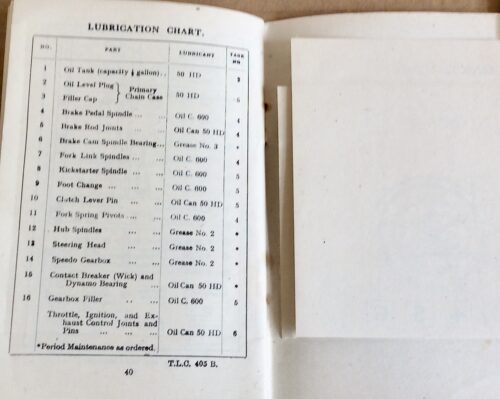 LUBRICATION CHART.
NO. PART LUBRICANT TASK NO.
1 Oil Tank (capacity ½ gallon).. 50 HD 3
2 Oil Level Plug } Primary Chain Case 50 HD 5
3 Filler Cap
4 Brake Pedal Spindle ... ... Oil C. 600 4
5 Brake Rod Joints ... ... Oil Can 50 HD 5
6 Brake Cam Spindle Bearing... Grease No. 3 *
7 Fork Link Spindles ... ... Oil C. 600 4
8 Kickstarter Spindle ... ... Oil C. 600 5
9 Foot Change ... ... ... Oil C. 600 5
10 Clutch Lever Pin ... ... Oil Can 50 HD 5
11 Fork Spring Pivots ... ... Oil C. 600 4
12 Hub Spindles ... ... Grease No. 2 *
13 Steering Head ... ... Grease No. 2 *
14 Speedo Gearbox ... ... Grease No. 2 *
15 Contact Breaker (Wick) and
Dynamo Bearing ... Oil Can 50 HD *
16 Gearbox Filler .. ... Oil C. 600 5
Throttle, Ignition, and Ex-
haust Control Joints and
Pins ... ... ... Oil Can 50 HD 6
*Period Maintenance as ordered.
40 T.L.C. 405 B.